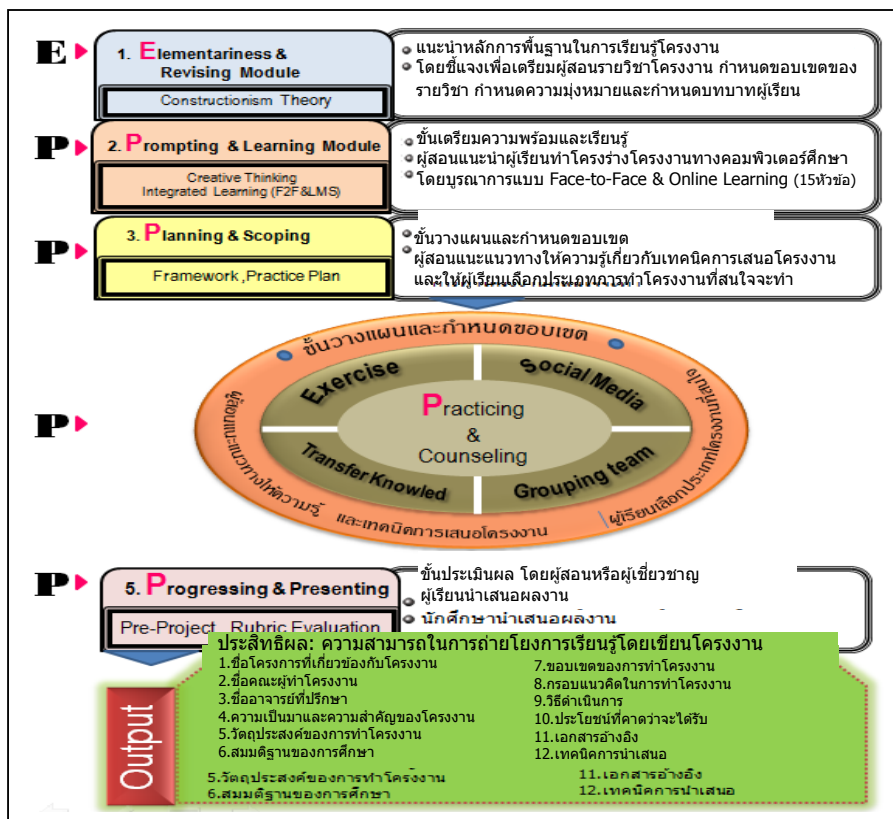 E
1. Elementariness &
Revising Module
Constructionism Theory
แนะนำหลักการพื้นฐานในการเรียนรู้โครงงาน
โดยชี้แจงเพื่อเตรียมผู้สอนรายวิชาโครงงาน กำหนดขอบเขตของ
รายวิชา กำหนดความมุ่งหมายและกำหนดบทบาทผู้เรียน
P
2. Prompting & Learning Module
Creative Thinking
Integrated Learning (F2F&LMS)
ขั้นเตรียมความพร้อมและเรียนรู้
ผู้สอนแนะนำผู้เรียนทำโครงร่างโครงงานทางคอมพิวเตอร์ศึกษา
โดยบูรณาการแบบ Face-to-Face & Online Learning (15หัวข้อ)
P
3. Planning & Scoping
Framework ,Practice Plan
ขั้นวางแผนและกำหนดขอบเขต
ผู้สอนแนะแนวทางให้ความรู้เกี่ยวกับเทคนิคการเสนอโครงงาน
และให้ผู้เรียนเลือกประเภทการทำโครงงานที่สนใจจะทำ
P
ขั้นวางแผนและกำหนดขอบเขต
Exercise
Social Media
Practicing
&
Counseling
Transfer Knowled
Grouping team
ผู้สอนแนะแนวทางให้ความรู้ และเทคนิคการเสนอโครงงาน
ผู้เรียนเลือกประเภทโครงงานที่สนใจ
P
5. Progressing & Presenting
Pre-Project Rubric Evaluation
ขั้นประเมินผล โดยผู้สอนหรือผู้เชี่ยวชาญ
ผู้เรียนนำเสนอผลงาน
นักศึกษานำเสนอผลงาน
Output
ประสิทธิผล: ความสามารถในการถ่ายโยงการเรียนรู้โดยเขียนโครงงาน
1.ชื่อโครงการที่เกี่ยวข้องกับโครงงาน
2.ชื่อคณะผู้ทำโครงงาน
3.ชื่ออาจารย์ที่ปรึกษา
4.ความเป็นมาและความสำคัญของโครงงาน
5.วัตถุประสงค์ของการทำโครงงาน
6.สมมติฐานของการศึกษา
7.ขอบเขตของการทำโครงงาน
8.กรอบแนวคิดในการทำโครงงาน
9.วิธีดำเนินการ
10.ประโยชน์ที่คาดว่าจะได้รับ
11.เอกสารอ้างอิง
12.เทคนิคการนำเสนอ
5.วัตถุประสงค์ของการทำโครงงาน
6.สมมติฐานของการศึกษา
11.เอกสารอ้างอิง
12.เทคนิคการนำเสนอ